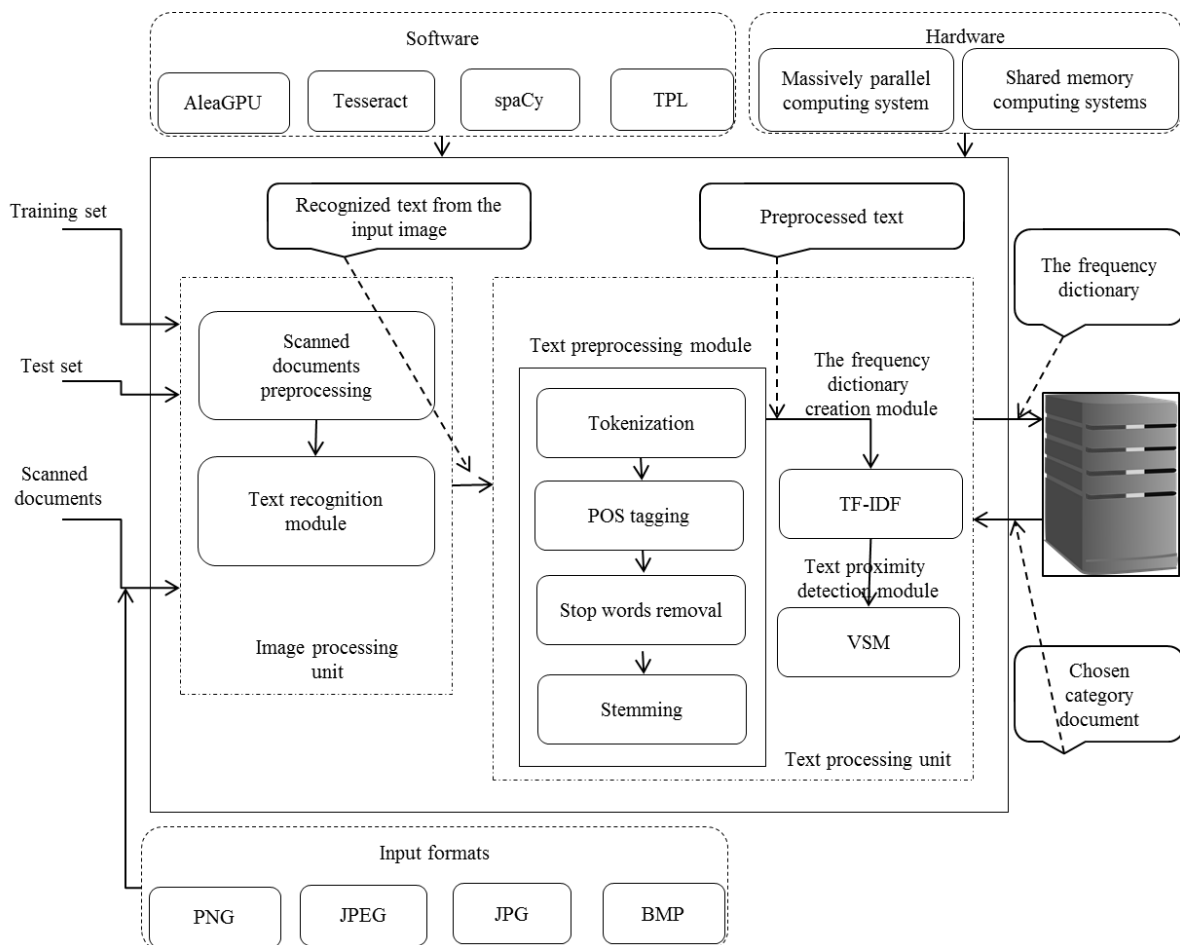 Software
AleaGPU
Tesseract
spaCy
TPL
Hardware
Massively parallel
computing system
Shared memory
computing systems
Training set
Test set
Scanned
documents
Recognized text from the
input image
Preprocessed text
The frequency
dictionary
Scanned
documents
preprocessing
Text recognition
module
Image processing
unit
Text preprocessing module
Tokenization
POS tagging
Stop words removal
Stemming
The frequency
dictionary
creation module
TF-IDF
Text proximity
detection module
VSM
Text processing unit
Chosen
category
document
Input formats
PNG
JPEG
JPG
BMP